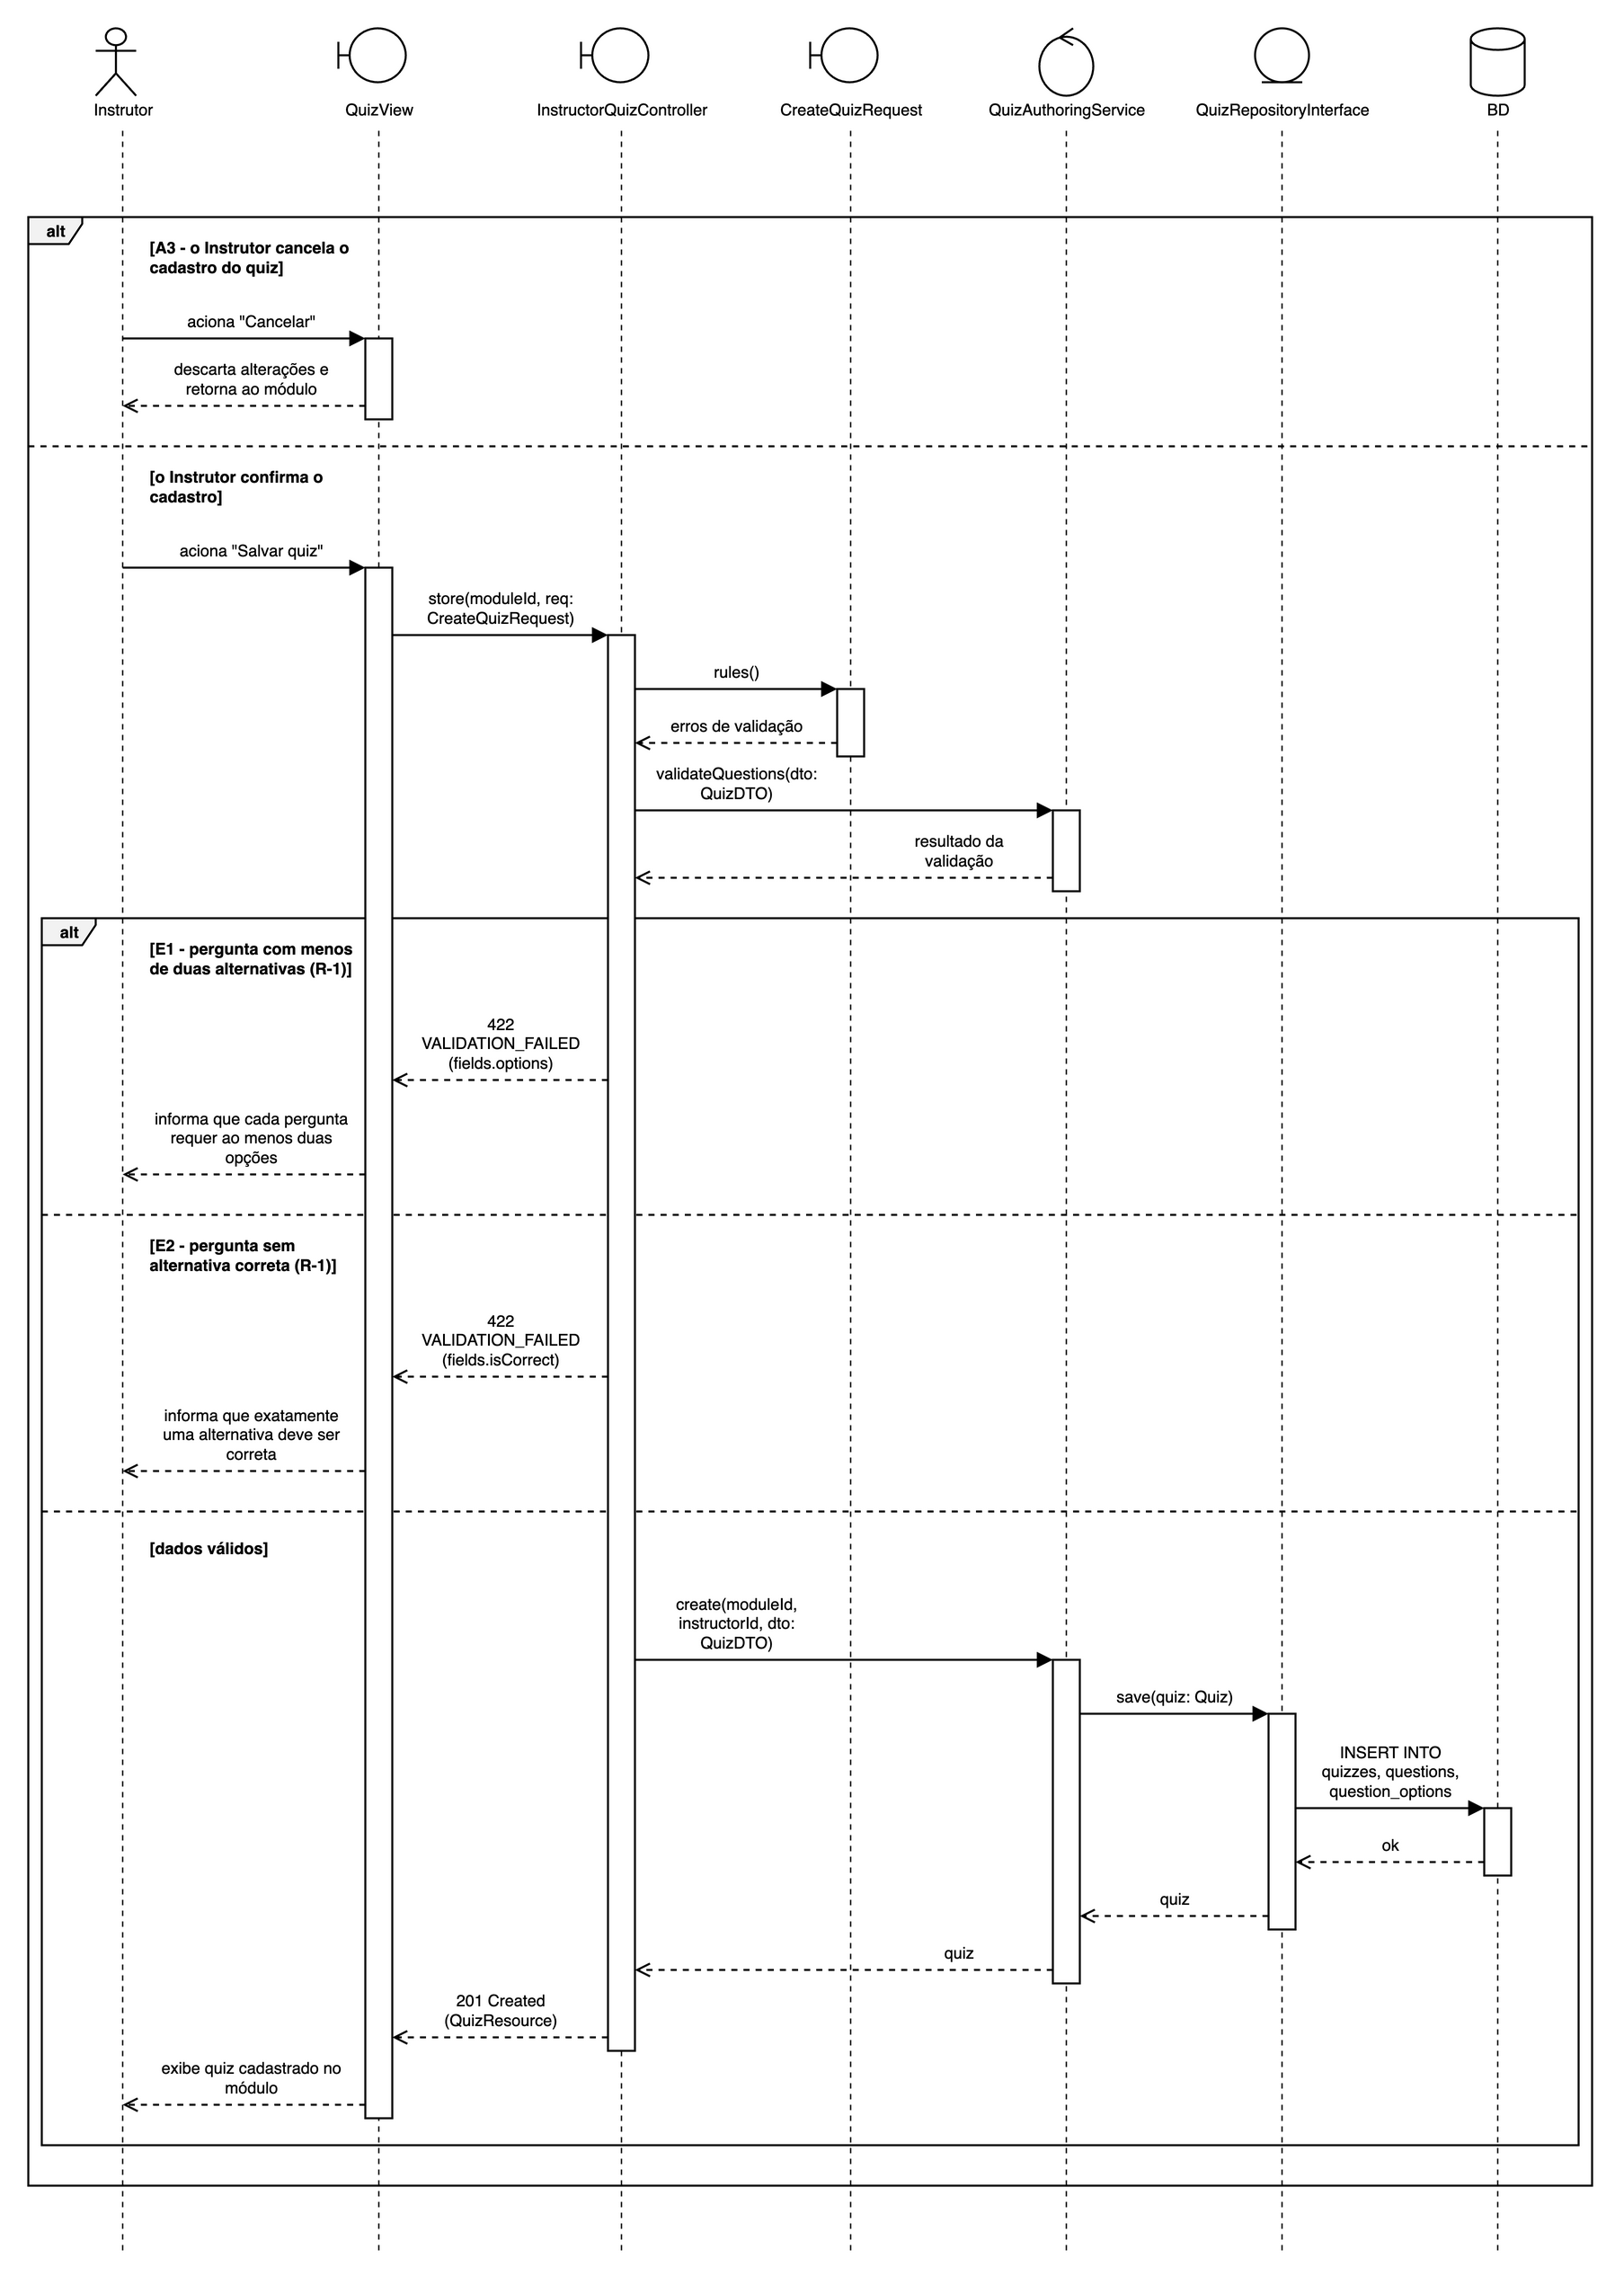 Instrutor
QuizView
InstructorQuizController
CreateQuizRequest
QuizAuthoringService
QuizRepositoryInterface
BD
alt
[A3 - o Instrutor cancela o
cadastro do quiz]
aciona "Cancelar"
descarta alterações e
retorna ao módulo
[o Instrutor confirma o
cadastro]
aciona "Salvar quiz"
store(moduleId, req:
CreateQuizRequest)
rules()
erros de validação
validateQuestions(dto:
QuizDTO)
resultado da
validação
alt
[E1 - pergunta com menos
de duas alternativas (R-1)]
422
VALIDATION_FAILED
(fields.options)
informa que cada pergunta
requer ao menos duas
opções
[E2 - pergunta sem
alternativa correta (R-1)]
422
VALIDATION_FAILED
(fields.isCorrect)
informa que exatamente
uma alternativa deve ser
correta
[dados válidos]
create(moduleId,
instructorId, dto:
QuizDTO)
save(quiz: Quiz)
INSERT INTO
quizzes, questions,
question_options
ok
quiz
quiz
201 Created
(QuizResource)
exibe quiz cadastrado no
módulo